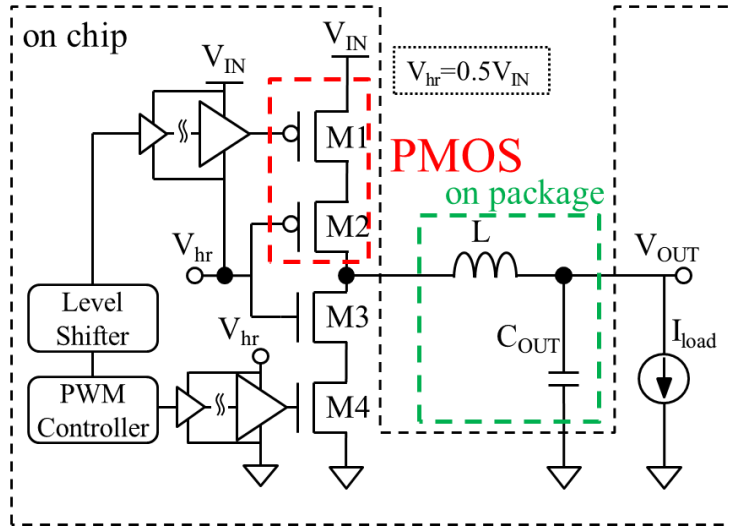 on chip
V_IN
V_IN
V_hr=0.5V_IN
M1
PMOS
on package
M2
L
V_hr
V_OUT
Level
Shifter
M3
V_hr
C_OUT
I_load
PWM
Controller
M4